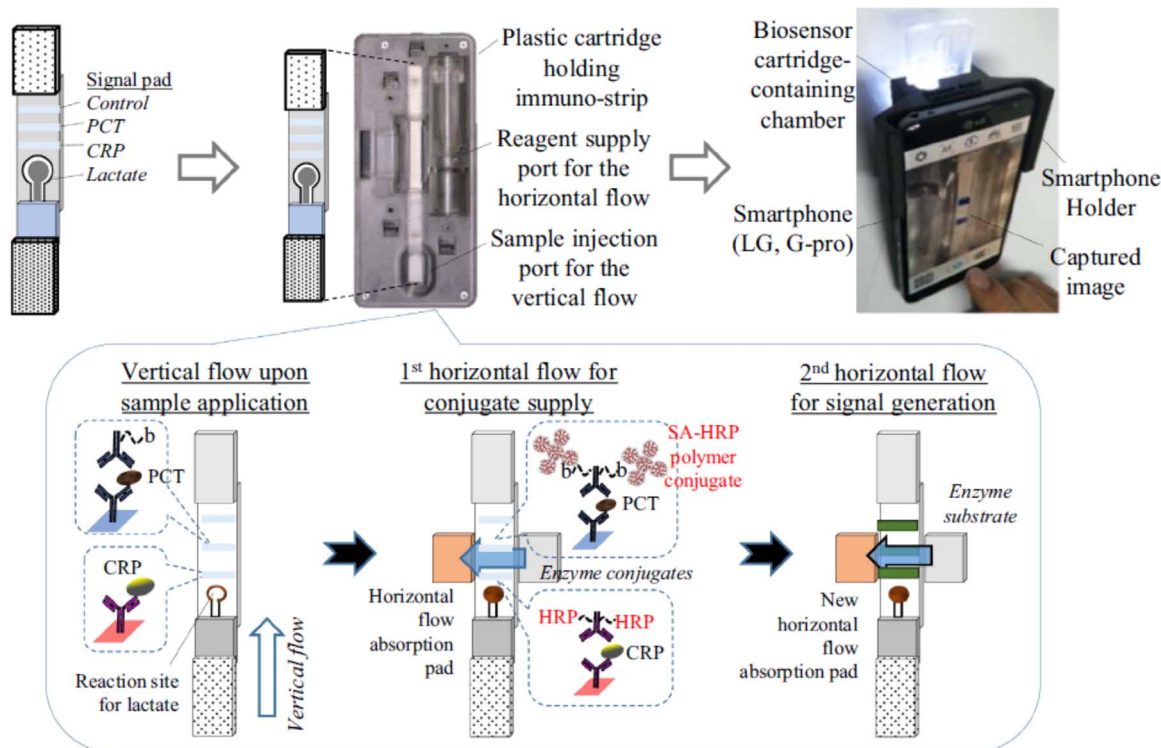 Signal pad
Control
PCT
CRP
Lactate
Plastic cartridge
holding
immuno-strip
Reagent supply
port for the
horizontal flow
Sample injection
port for the
vertical flow
Biosensor
cartridge-
containing
chamber
Smartphone
(LG, G-pro)
Smartphone
Holder
Captured
image
Vertical flow upon
sample application
b
PCT
CRP
Reaction site
for lactate
Vertical flow
1st horizontal flow for
conjugate supply
SA-HRP
polymer
conjugate
b b
PCT
Enzyme conjugates
Horizontal
flow
absorption
pad
HRP HRP
CRP
2nd horizontal flow
for signal generation
Enzyme
substrate
New
horizontal
flow
absorption pad